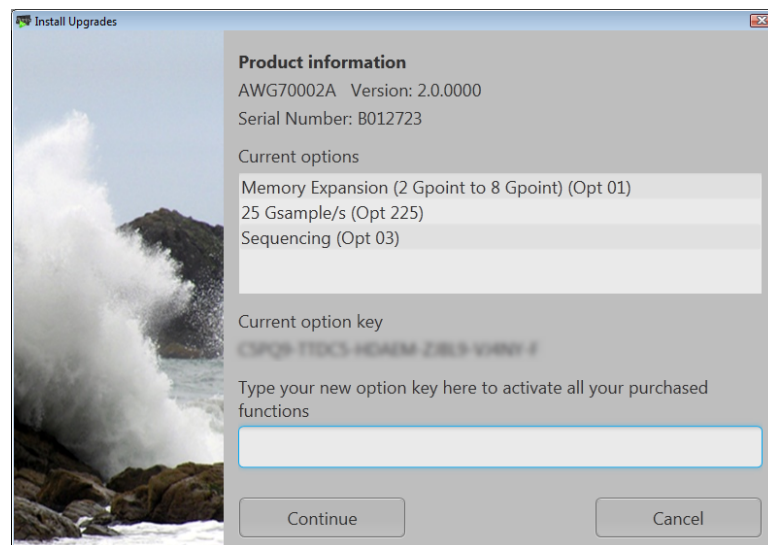 Install Upgrades
Product information
AWG70002A Version: 2.0.0000
Serial Number: B012723
Current options
Memory Expansion (2 Gpoint to 8 Gpoint) (Opt 01)
25 Gsample/s (Opt 225)
Sequencing (Opt 03)
Current option key
Type your new option key here to activate all your purchased
functions
Continue
Cancel